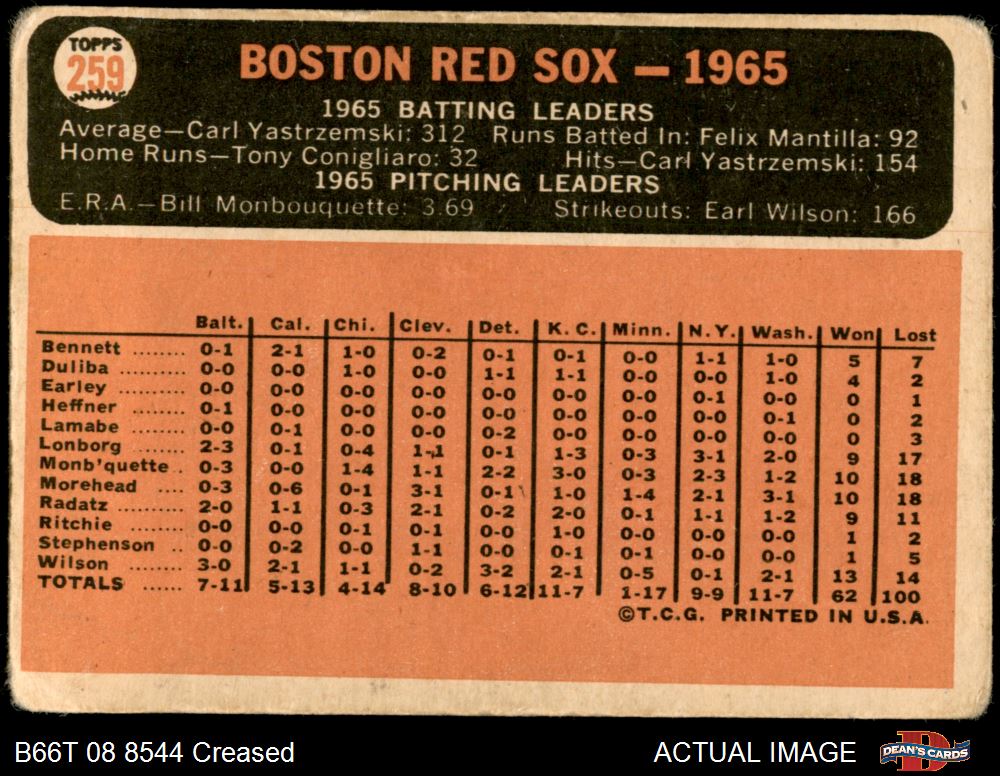 TOPPS
259
BOSTON RED SOX — 1965
1965 BATTING LEADERS
Average—Carl Yastrzemski: 312 Runs Batted In: Felix Mantilla: 92
Home Runs—Tony Conigliaro: 32 Hits—Carl Yastrzemski: 154
1965 PITCHING LEADERS
E.R.A.—Bill Monbouquette: 3.69 Strikeouts: Earl Wilson: 166
Balt. Cal. Chi. Clev. Det. K.C. Minn. N.Y. Wash. Won Lost
Bennett ........ 0-1 2-1 1-0 0-2 0-1 0-1 0-0 1-1 1-0 5 7
Duliba .......... 0-0 0-0 1-0 0-0 1-1 1-1 0-0 0-0 1-0 4 2
Earley .......... 0-0 0-0 0-0 0-0 0-0 0-0 0-0 0-1 0-0 0 1
Heffner ........ 0-1 0-0 0-0 0-0 0-0 0-0 0-0 0-0 0-1 0 2
Lamabe ........ 0-0 0-1 0-0 0-0 0-2 0-0 0-0 0-0 0-0 0 3
Lonborg ........ 2-3 0-1 0-4 1-1 0-1 1-3 0-3 3-1 2-0 9 17
Monb'quette .. 0-3 0-0 1-4 1-1 2-2 3-0 0-3 2-3 1-2 10 18
Morehead .... 0-3 0-6 0-1 3-1 0-1 1-0 1-4 2-1 3-1 10 18
Radatz .......... 2-0 1-1 0-3 2-1 0-2 2-0 0-1 1-1 1-2 9 11
Ritchie .......... 0-0 0-0 0-1 0-1 0-0 1-0 0-0 0-0 0-0 1 2
Stephenson .. 0-0 0-2 0-0 1-1 0-0 0-1 0-1 0-0 0-0 1 5
Wilson .......... 3-0 2-1 1-1 0-2 3-2 2-1 0-5 0-1 2-1 13 14
TOTALS ...... 7-11 5-13 4-14 8-10 6-12 11-7 1-17 9-9 11-7 62 100
©T.C.G. PRINTED IN U.S.A.
B66T 08 8544 Creased ACTUAL IMAGE DEAN'S CARDS